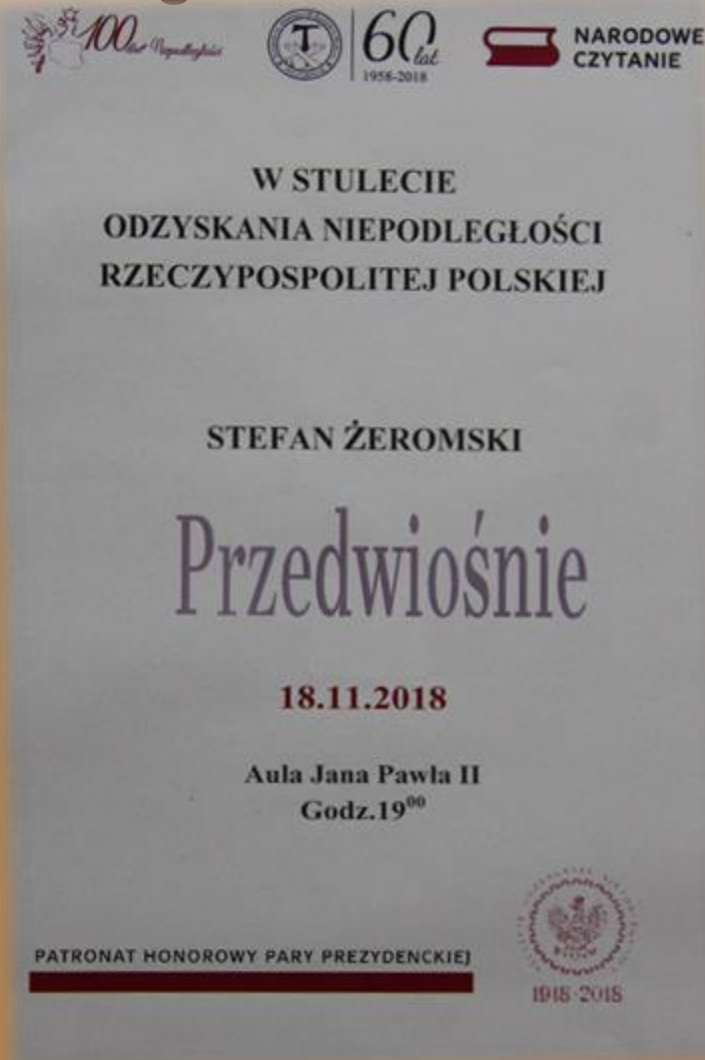 100 lat Niepodległości
60 lat
1958-2018
NARODOWE
CZYTANIE
W STULECIE
ODZYSKANIA NIEPODLEGŁOŚCI
RZECZYPOSPOLITEJ POLSKIEJ
STEFAN ŻEROMSKI
Przedwiośnie
18.11.2018
Aula Jana Pawła II
Godz.19⁰⁰
PATRONAT HONOROWY PARY PREZYDENCKIEJ
1918-2018